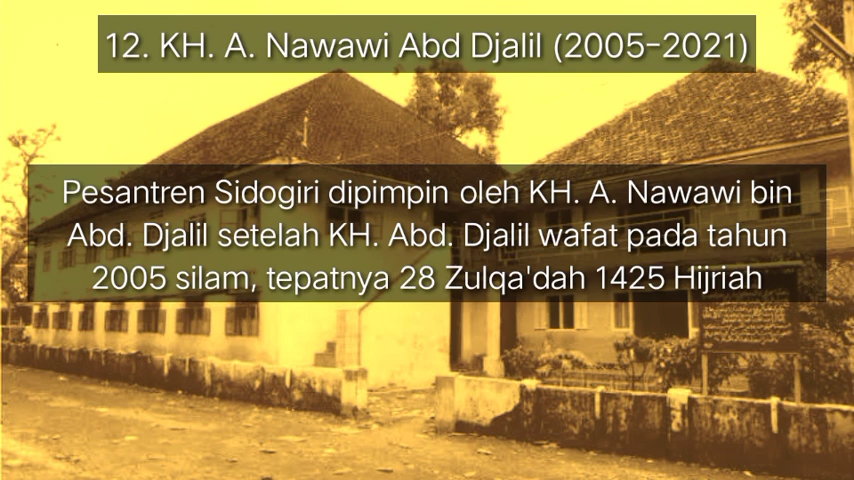 12. KH. A. Nawawi Abd Djalil (2005-2021)
Pesantren Sidogiri dipimpin oleh KH. A. Nawawi bin
Abd. Djalil setelah KH. Abd. Djalil wafat pada tahun
2005 silam, tepatnya 28 Zulqa'dah 1425 Hijriah